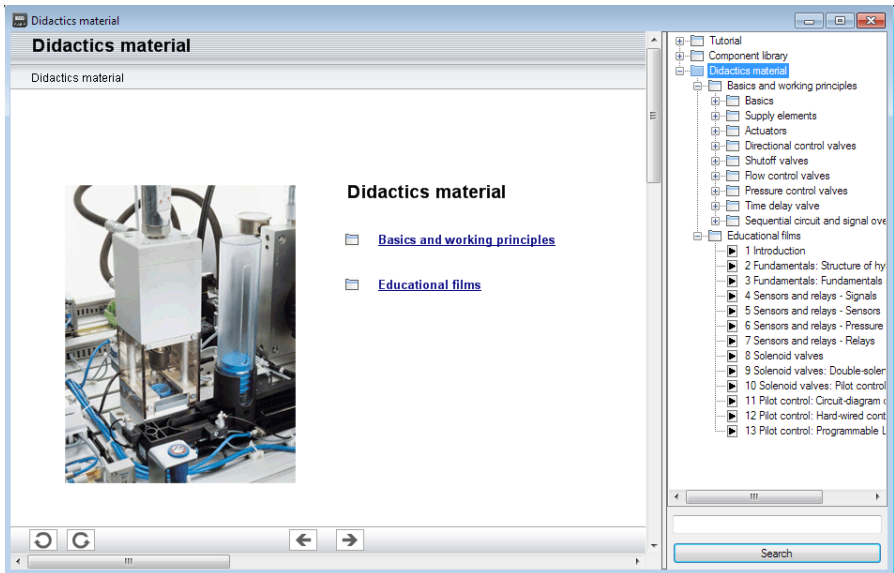 Didactics material
Didactics material
Didactics material
Didactics material
Basics and working principles
Educational films
Tutorial
Component library
Didactics material
Basics and working principles
Basics
Supply elements
Actuators
Directional control valves
Shutoff valves
Flow control valves
Pressure control valves
Time delay valve
Sequential circuit and signal ove
Educational films
1 Introduction
2 Fundamentals: Structure of hy
3 Fundamentals: Fundamentals
4 Sensors and relays - Signals
5 Sensors and relays - Sensors
6 Sensors and relays - Pressure
7 Sensors and relays - Relays
8 Solenoid valves
9 Solenoid valves: Double-solen
10 Solenoid valves: Pilot control
11 Pilot control: Circuit-diagram
12 Pilot control: Hard-wired cont
13 Pilot control: Programmable L
Search